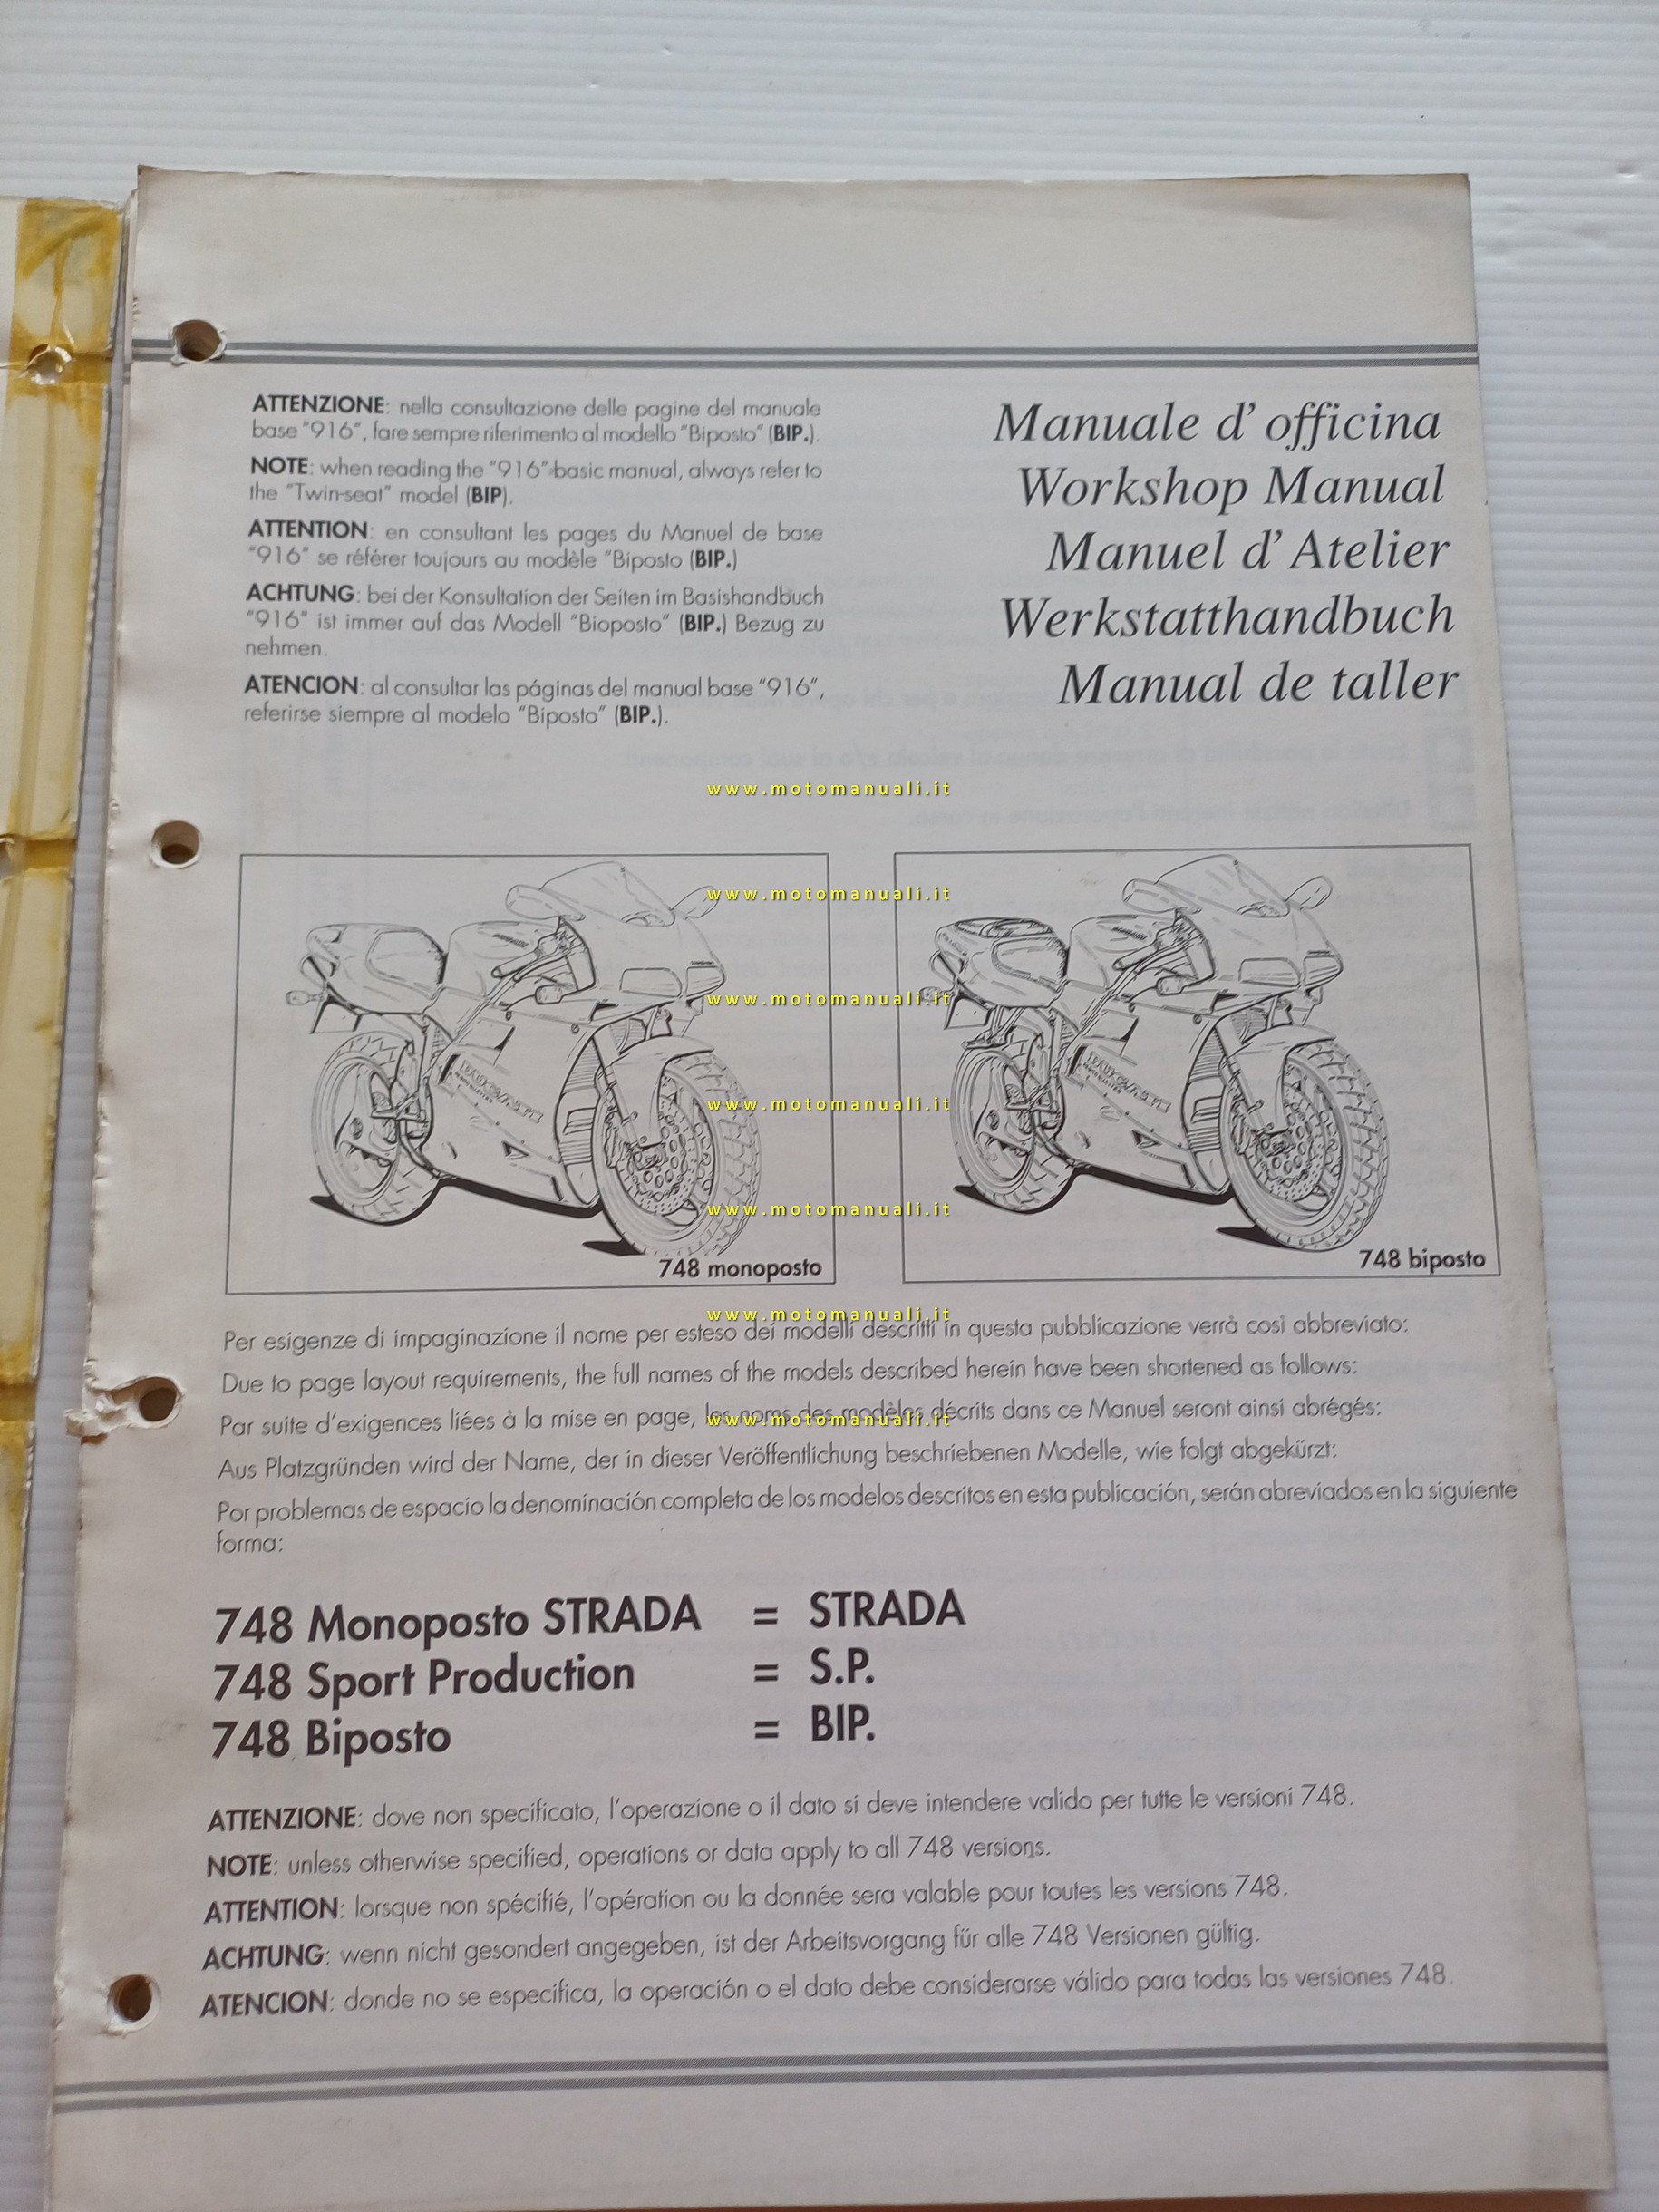 ATTENZIONE: nella consultazione delle pagine del manuale
base "916", fare sempre riferimento al modello "Biposto" (BIP.).
NOTE: when reading the "916" basic manual, always refer to
the "Twin-seat" model (BIP).
ATTENTION: en consultant les pages du Manuel de base
"916" se référer toujours au modèle "Biposto (BIP.)
ACHTUNG: bei der Konsultation der Seiten im Basishandbuch
"916" ist immer auf das Modell "Bioposto" (BIP.) Bezug zu
nehmen.
ATENCION: al consultar las páginas del manual base "916",
referirse siempre al modelo "Biposto" (BIP.).
Manuale d' officina
Workshop Manual
Manuel d' Atelier
Werkstatthandbuch
Manual de taller
www.motomanuali.it
www.motomanuali.it
www.motomanuali.it
www.motomanuali.it
www.motomanuali.it
748 monoposto
748 biposto
www.motomanuali.it
Per esigenze di impaginazione il nome per esteso dei modelli descritti in questa pubblicazione verrà così abbreviato:
Due to page layout requirements, the full names of the models described herein have been shortened as follows:
Par suite d'exigences liées à la mise en page, les noms des modèles décrits dans ce Manuel seront ainsi abrégés:
www.motomanuali.it
Aus Platzgründen wird der Name, der in dieser Veröffentlichung beschriebenen Modelle, wie folgt abgekürzt:
Por problemas de espacio la denominación completa de los modelos descritos en esta publicación, serán abreviados en la siguiente
forma:
748 Monoposto STRADA = STRADA
748 Sport Production = S.P.
748 Biposto = BIP.
ATTENZIONE: dove non specificato, l'operazione o il dato si deve intendere valido per tutte le versioni 748.
NOTE: unless otherwise specified, operations or data apply to all 748 versions.
ATTENTION: lorsque non spécifié, l'opération ou la donnée sera valable pour toutes les versions 748.
ACHTUNG: wenn nicht gesondert angegeben, ist der Arbeitsvorgang für alle 748 Versionen gültig.
ATENCION: donde no se especifica, la operación o el dato debe considerarse válido para todas las versiones 748.